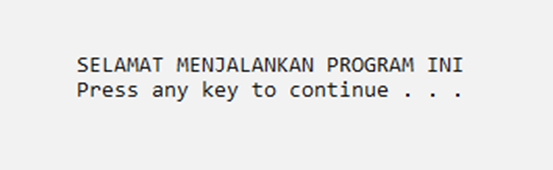 SELAMAT MENJALANKAN PROGRAM INI
Press any key to continue . . .